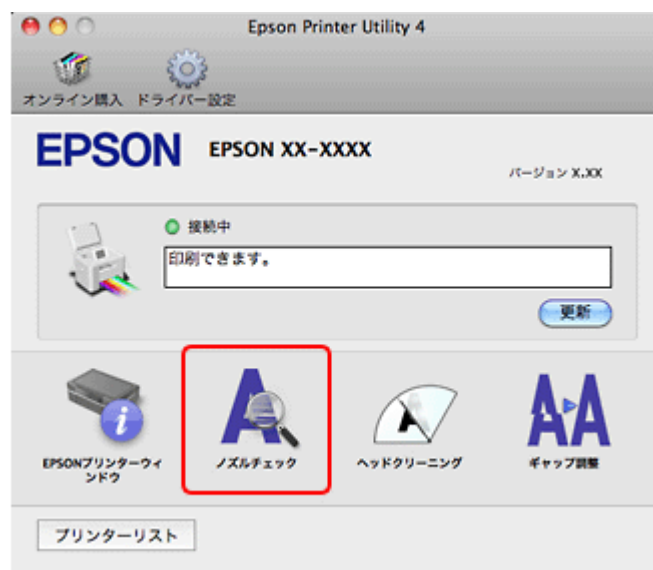 Epson Printer Utility 4
オンライン購入 ドライバー設定
EPSON EPSON XX-XXXX
バージョン X.XX
接続中
印刷できます。
更新
EPSONプリンターウィ
ンドウ
ノズルチェック
ヘッドクリーニング
ギャップ調整
プリンターリスト